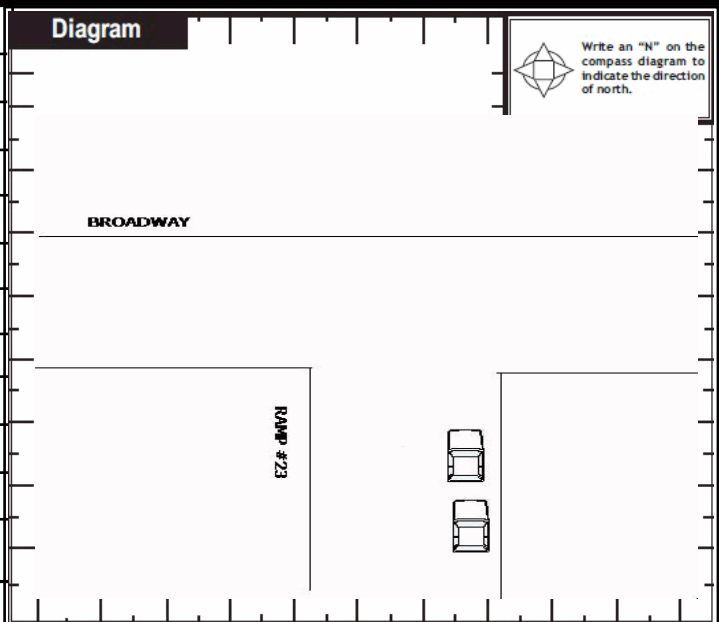 Diagram
Write an “N” on the
compass diagram to
indicate the direction
of north.
BROADWAY
RAMP #23